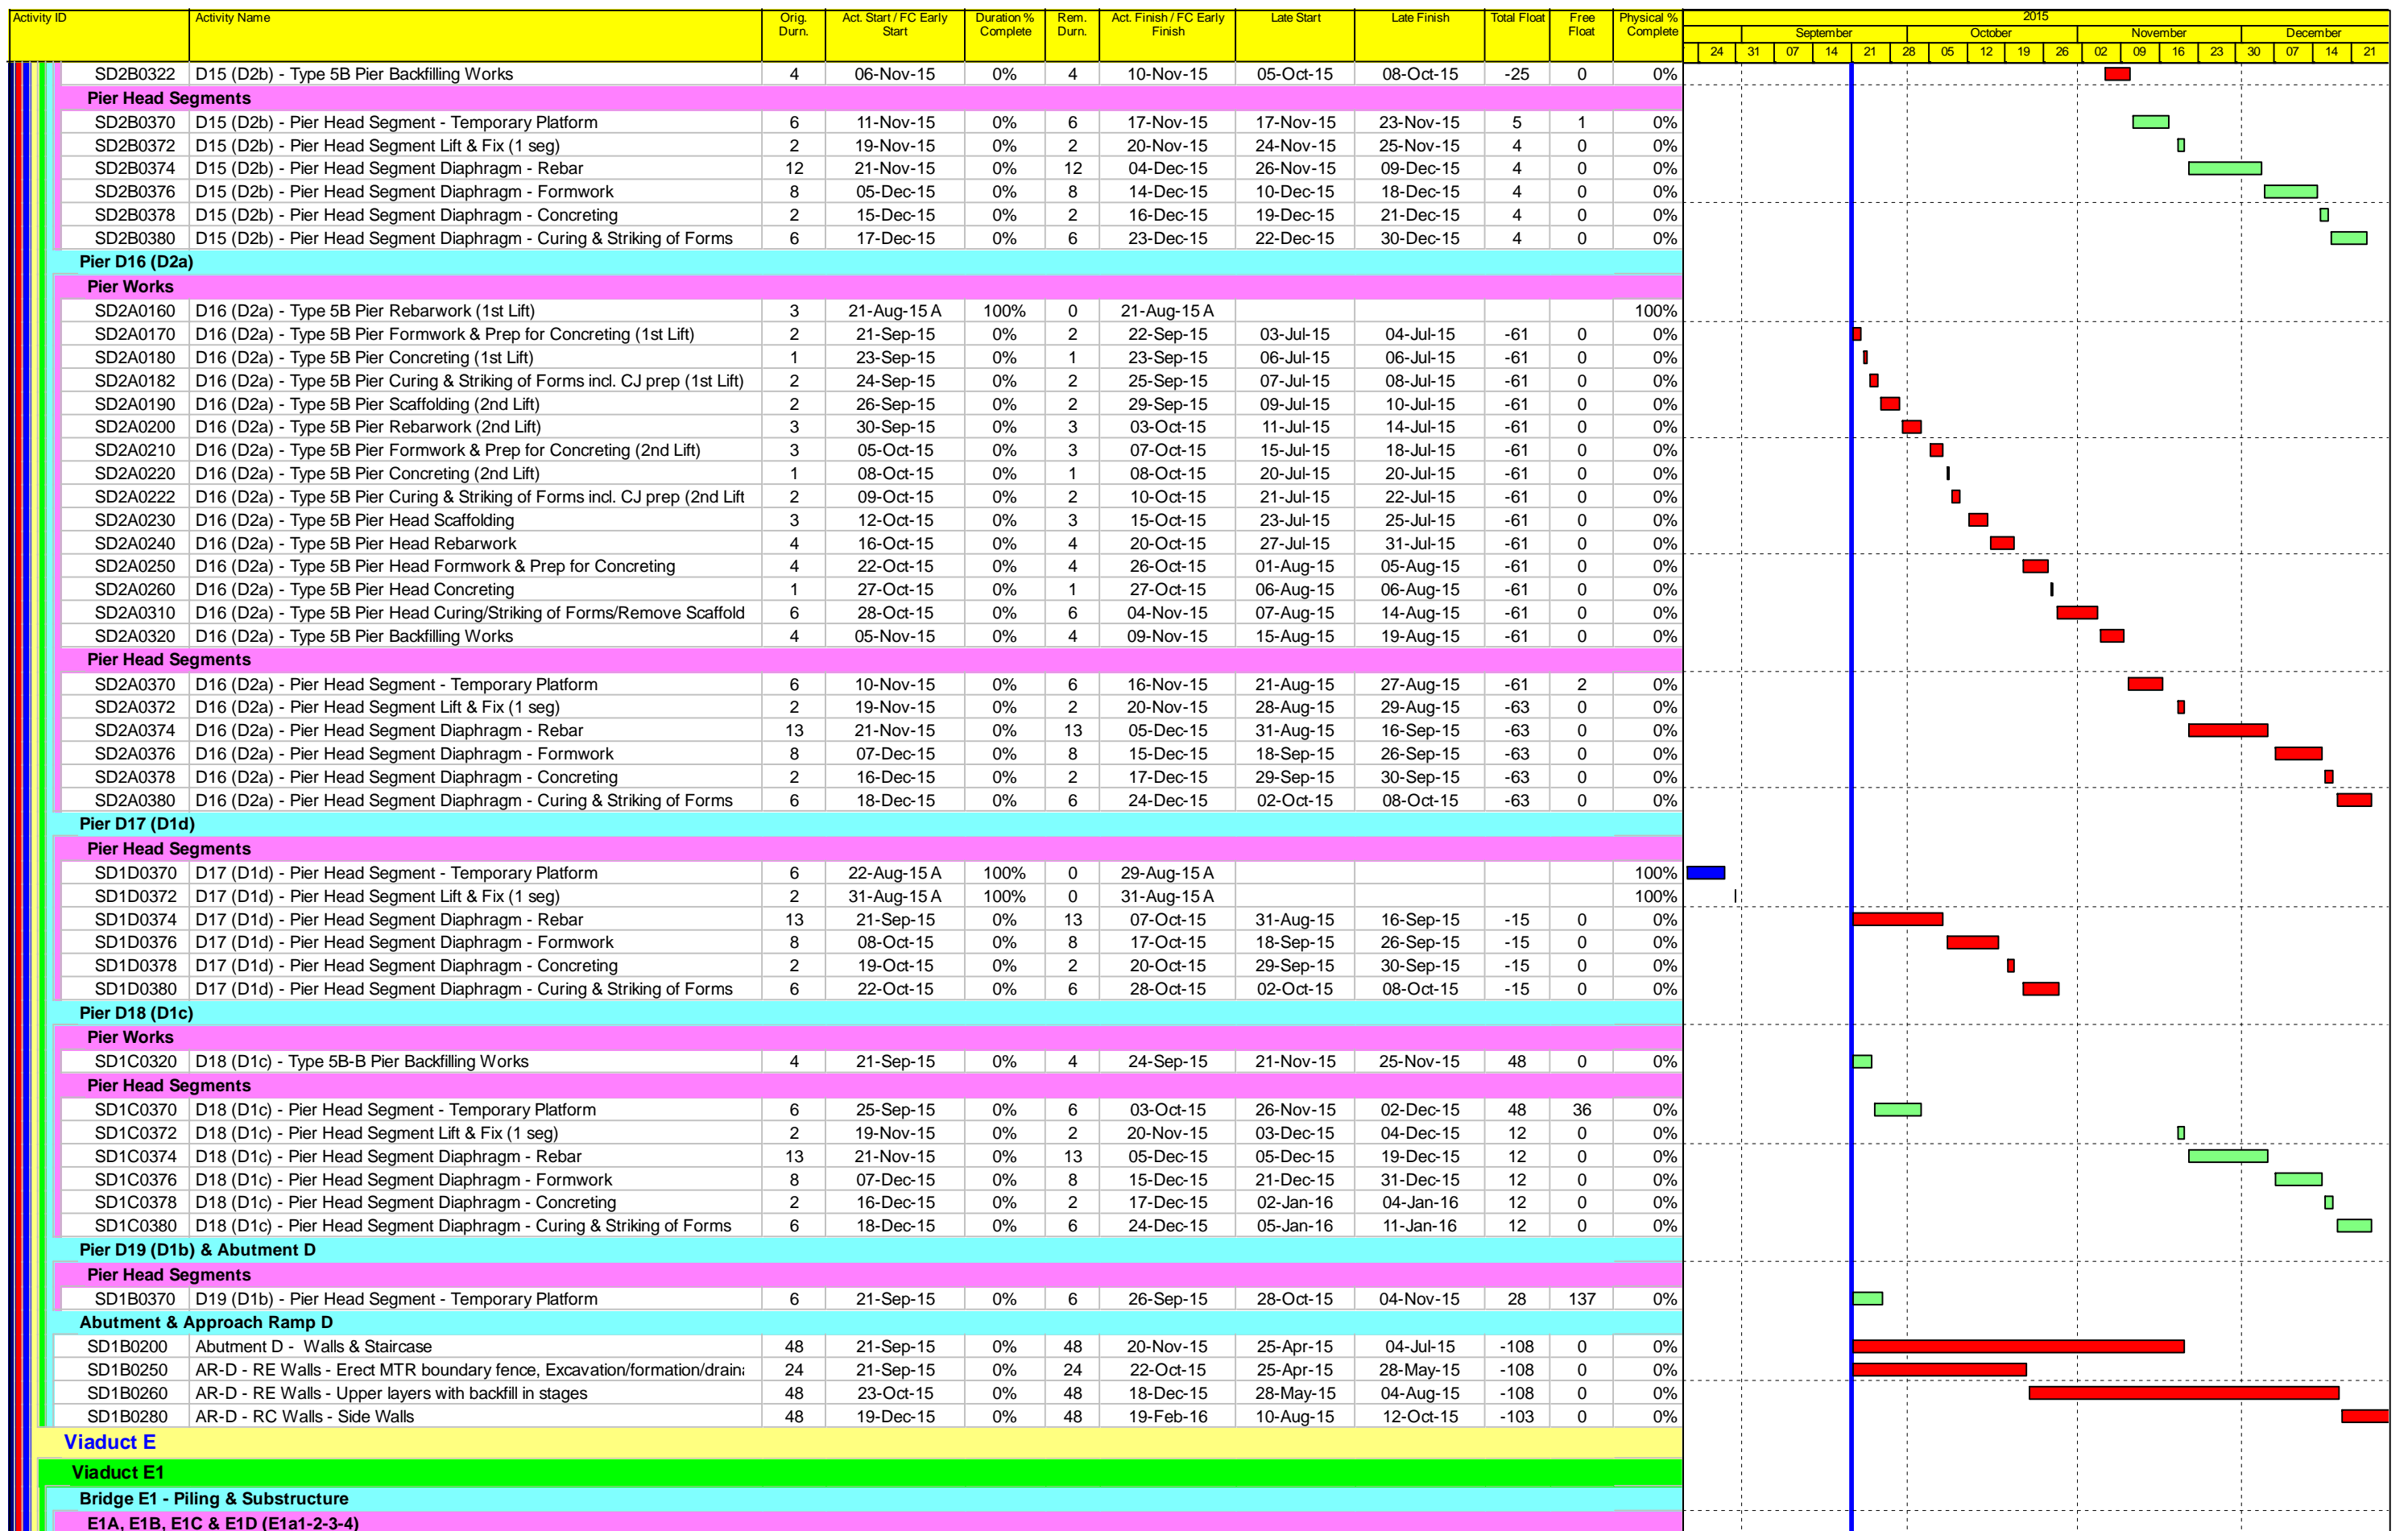 Activity ID Activity Name Orig. Durn. Act. Start / FC Early Start Duration % Complete Rem. Durn. Act. Finish / FC Early Finish Late Start Late Finish Total Float Free Float Physical % Complete
2015
September October November December
24 31 07 14 21 28 05 12 19 26 02 09 16 23 30 07 14 21
SD2B0322 D15 (D2b) - Type 5B Pier Backfilling Works 4 06-Nov-15 0% 4 10-Nov-15 05-Oct-15 08-Oct-15 -25 0 0%
Pier Head Segments
SD2B0370 D15 (D2b) - Pier Head Segment - Temporary Platform 6 11-Nov-15 0% 6 17-Nov-15 17-Nov-15 23-Nov-15 5 1 0%
SD2B0372 D15 (D2b) - Pier Head Segment Lift & Fix (1 seg) 2 19-Nov-15 0% 2 20-Nov-15 24-Nov-15 25-Nov-15 4 0 0%
SD2B0374 D15 (D2b) - Pier Head Segment Diaphragm - Rebar 12 21-Nov-15 0% 12 04-Dec-15 26-Nov-15 09-Dec-15 4 0 0%
SD2B0376 D15 (D2b) - Pier Head Segment Diaphragm - Formwork 8 05-Dec-15 0% 8 14-Dec-15 10-Dec-15 18-Dec-15 4 0 0%
SD2B0378 D15 (D2b) - Pier Head Segment Diaphragm - Concreting 2 15-Dec-15 0% 2 16-Dec-15 19-Dec-15 21-Dec-15 4 0 0%
SD2B0380 D15 (D2b) - Pier Head Segment Diaphragm - Curing & Striking of Forms 6 17-Dec-15 0% 6 23-Dec-15 22-Dec-15 30-Dec-15 4 0 0%
Pier D16 (D2a)
Pier Works
SD2A0160 D16 (D2a) - Type 5B Pier Rebarwork (1st Lift) 3 21-Aug-15 A 100% 0 21-Aug-15 A 100%
SD2A0170 D16 (D2a) - Type 5B Pier Formwork & Prep for Concreting (1st Lift) 2 21-Sep-15 0% 2 22-Sep-15 03-Jul-15 04-Jul-15 -61 0 0%
SD2A0180 D16 (D2a) - Type 5B Pier Concreting (1st Lift) 1 23-Sep-15 0% 1 23-Sep-15 06-Jul-15 06-Jul-15 -61 0 0%
SD2A0182 D16 (D2a) - Type 5B Pier Curing & Striking of Forms incl. CJ prep (1st Lift) 2 24-Sep-15 0% 2 25-Sep-15 07-Jul-15 08-Jul-15 -61 0 0%
SD2A0190 D16 (D2a) - Type 5B Pier Scaffolding (2nd Lift) 2 26-Sep-15 0% 2 29-Sep-15 09-Jul-15 10-Jul-15 -61 0 0%
SD2A0200 D16 (D2a) - Type 5B Pier Rebarwork (2nd Lift) 3 30-Sep-15 0% 3 03-Oct-15 11-Jul-15 14-Jul-15 -61 0 0%
SD2A0210 D16 (D2a) - Type 5B Pier Formwork & Prep for Concreting (2nd Lift) 3 05-Oct-15 0% 3 07-Oct-15 15-Jul-15 18-Jul-15 -61 0 0%
SD2A0220 D16 (D2a) - Type 5B Pier Concreting (2nd Lift) 1 08-Oct-15 0% 1 08-Oct-15 20-Jul-15 20-Jul-15 -61 0 0%
SD2A0222 D16 (D2a) - Type 5B Pier Curing & Striking of Forms incl. CJ prep (2nd Lift 2 09-Oct-15 0% 2 10-Oct-15 21-Jul-15 22-Jul-15 -61 0 0%
SD2A0230 D16 (D2a) - Type 5B Pier Head Scaffolding 3 12-Oct-15 0% 3 15-Oct-15 23-Jul-15 25-Jul-15 -61 0 0%
SD2A0240 D16 (D2a) - Type 5B Pier Head Rebarwork 4 16-Oct-15 0% 4 20-Oct-15 27-Jul-15 31-Jul-15 -61 0 0%
SD2A0250 D16 (D2a) - Type 5B Pier Head Formwork & Prep for Concreting 4 22-Oct-15 0% 4 26-Oct-15 01-Aug-15 05-Aug-15 -61 0 0%
SD2A0260 D16 (D2a) - Type 5B Pier Head Concreting 1 27-Oct-15 0% 1 27-Oct-15 06-Aug-15 06-Aug-15 -61 0 0%
SD2A0310 D16 (D2a) - Type 5B Pier Head Curing/Striking of Forms/Remove Scaffold 6 28-Oct-15 0% 6 04-Nov-15 07-Aug-15 14-Aug-15 -61 0 0%
SD2A0320 D16 (D2a) - Type 5B Pier Backfilling Works 4 05-Nov-15 0% 4 09-Nov-15 15-Aug-15 19-Aug-15 -61 0 0%
Pier Head Segments
SD2A0370 D16 (D2a) - Pier Head Segment - Temporary Platform 6 10-Nov-15 0% 6 16-Nov-15 21-Aug-15 27-Aug-15 -61 2 0%
SD2A0372 D16 (D2a) - Pier Head Segment Lift & Fix (1 seg) 2 19-Nov-15 0% 2 20-Nov-15 28-Aug-15 29-Aug-15 -63 0 0%
SD2A0374 D16 (D2a) - Pier Head Segment Diaphragm - Rebar 13 21-Nov-15 0% 13 05-Dec-15 31-Aug-15 16-Sep-15 -63 0 0%
SD2A0376 D16 (D2a) - Pier Head Segment Diaphragm - Formwork 8 07-Dec-15 0% 8 15-Dec-15 18-Sep-15 26-Sep-15 -63 0 0%
SD2A0378 D16 (D2a) - Pier Head Segment Diaphragm - Concreting 2 16-Dec-15 0% 2 17-Dec-15 29-Sep-15 30-Sep-15 -63 0 0%
SD2A0380 D16 (D2a) - Pier Head Segment Diaphragm - Curing & Striking of Forms 6 18-Dec-15 0% 6 24-Dec-15 02-Oct-15 08-Oct-15 -63 0 0%
Pier D17 (D1d)
Pier Head Segments
SD1D0370 D17 (D1d) - Pier Head Segment - Temporary Platform 6 22-Aug-15 A 100% 0 29-Aug-15 A 100%
SD1D0372 D17 (D1d) - Pier Head Segment Lift & Fix (1 seg) 2 31-Aug-15 A 100% 0 31-Aug-15 A 100%
SD1D0374 D17 (D1d) - Pier Head Segment Diaphragm - Rebar 13 21-Sep-15 0% 13 07-Oct-15 31-Aug-15 16-Sep-15 -15 0 0%
SD1D0376 D17 (D1d) - Pier Head Segment Diaphragm - Formwork 8 08-Oct-15 0% 8 17-Oct-15 18-Sep-15 26-Sep-15 -15 0 0%
SD1D0378 D17 (D1d) - Pier Head Segment Diaphragm - Concreting 2 19-Oct-15 0% 2 20-Oct-15 29-Sep-15 30-Sep-15 -15 0 0%
SD1D0380 D17 (D1d) - Pier Head Segment Diaphragm - Curing & Striking of Forms 6 22-Oct-15 0% 6 28-Oct-15 02-Oct-15 08-Oct-15 -15 0 0%
Pier D18 (D1c)
Pier Works
SD1C0320 D18 (D1c) - Type 5B-B Pier Backfilling Works 4 21-Sep-15 0% 4 24-Sep-15 21-Nov-15 25-Nov-15 48 0 0%
Pier Head Segments
SD1C0370 D18 (D1c) - Pier Head Segment - Temporary Platform 6 25-Sep-15 0% 6 03-Oct-15 26-Nov-15 02-Dec-15 48 36 0%
SD1C0372 D18 (D1c) - Pier Head Segment Lift & Fix (1 seg) 2 19-Nov-15 0% 2 20-Nov-15 03-Dec-15 04-Dec-15 12 0 0%
SD1C0374 D18 (D1c) - Pier Head Segment Diaphragm - Rebar 13 21-Nov-15 0% 13 05-Dec-15 05-Dec-15 19-Dec-15 12 0 0%
SD1C0376 D18 (D1c) - Pier Head Segment Diaphragm - Formwork 8 07-Dec-15 0% 8 15-Dec-15 21-Dec-15 31-Dec-15 12 0 0%
SD1C0378 D18 (D1c) - Pier Head Segment Diaphragm - Concreting 2 16-Dec-15 0% 2 17-Dec-15 02-Jan-16 04-Jan-16 12 0 0%
SD1C0380 D18 (D1c) - Pier Head Segment Diaphragm - Curing & Striking of Forms 6 18-Dec-15 0% 6 24-Dec-15 05-Jan-16 11-Jan-16 12 0 0%
Pier D19 (D1b) & Abutment D
Pier Head Segments
SD1B0370 D19 (D1b) - Pier Head Segment - Temporary Platform 6 21-Sep-15 0% 6 26-Sep-15 28-Oct-15 04-Nov-15 28 137 0%
Abutment & Approach Ramp D
SD1B0200 Abutment D - Walls & Staircase 48 21-Sep-15 0% 48 20-Nov-15 25-Apr-15 04-Jul-15 -108 0 0%
SD1B0250 AR-D - RE Walls - Erect MTR boundary fence, Excavation/formation/drain 24 21-Sep-15 0% 24 22-Oct-15 25-Apr-15 28-May-15 -108 0 0%
SD1B0260 AR-D - RE Walls - Upper layers with backfill in stages 48 23-Oct-15 0% 48 18-Dec-15 28-May-15 04-Aug-15 -108 0 0%
SD1B0280 AR-D - RC Walls - Side Walls 48 19-Dec-15 0% 48 19-Feb-16 10-Aug-15 12-Oct-15 -103 0 0%
Viaduct E
Viaduct E1
Bridge E1 - Piling & Substructure
E1A, E1B, E1C & E1D (E1a1-2-3-4)